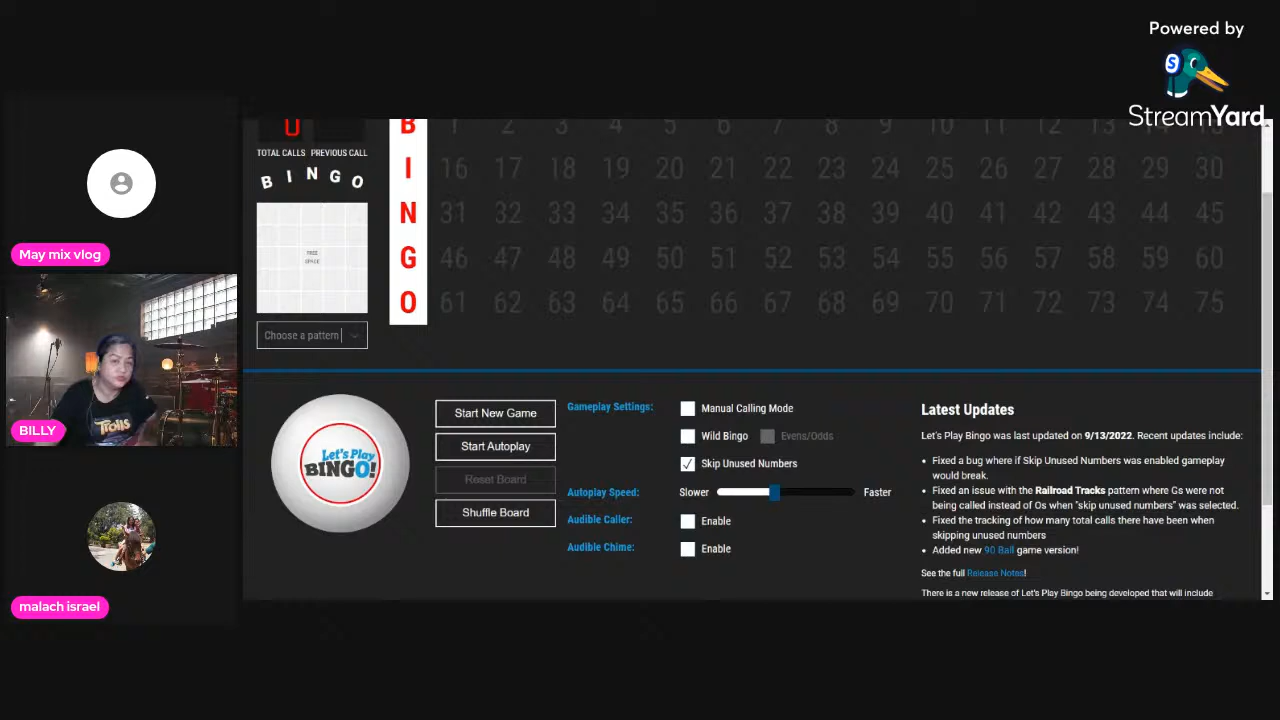 Powered by
StreamYard
0
B 1 2 3 4 5 6 7 8 9 10 11 12 13 14 15
TOTAL CALLS PREVIOUS CALL
I 16 17 18 19 20 21 22 23 24 25 26 27 28 29 30
B I N G O
N 31 32 33 34 35 36 37 38 39 40 41 42 43 44 45
FREE
SPACE
G 46 47 48 49 50 51 52 53 54 55 56 57 58 59 60
O 61 62 63 64 65 66 67 68 69 70 71 72 73 74 75
Choose a pattern
May mix vlog
Trolls
BILLY
malach israel
Let's Play
BINGO!
Start New Game
Start Autoplay
Reset Board
Shuffle Board
Gameplay Settings:
Manual Calling Mode
Wild Bingo
Evens/Odds
Skip Unused Numbers
Autoplay Speed:
Slower
Faster
Audible Caller:
Enable
Audible Chime:
Enable
Latest Updates
Let's Play Bingo was last updated on 9/13/2022. Recent updates include:
Fixed a bug where if Skip Unused Numbers was enabled gameplay
would break.
Fixed an issue with the Railroad Tracks pattern where Gs were not
being called instead of Os when "skip unused numbers" was selected.
Fixed the tracking of how many total calls there have been when
skipping unused numbers
Added new 90 Ball game version!
See the full Release Notes!
There is a new release of Let's Play Bingo being developed that will include